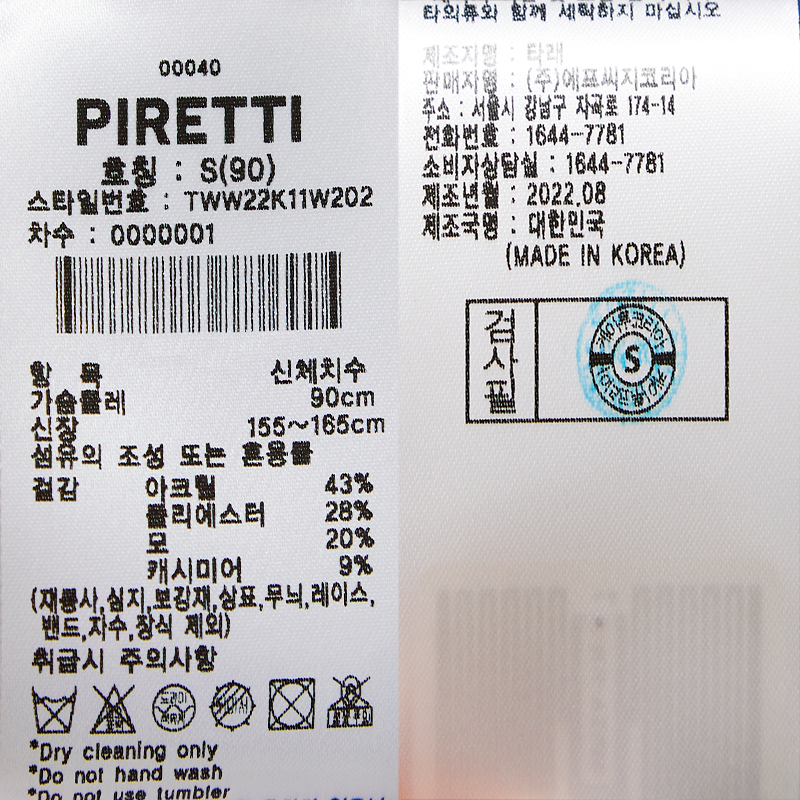 00040
PIRETTI
호칭 : S(90)
스타일번호 : TWW22K11W202
차수 : 0000001
항 목 신체치수
가슴둘레 90cm
신장 155~165cm
섬유의 조성 또는 혼용률
겉감 아크릴 43%
폴리에스터 28%
모 20%
캐시미어 9%
(재봉사,심지,보강재,상표,무늬,레이스,
밴드,자수,장식 제외)
취급시 주의사항
드라이
*Dry cleaning only
*Do not hand wash
*Do not use tumbler
타의류와 함께 세탁하지 마십시오
제조자명 : 타래
판매자명 : (주)에프씨지코리아
주소 : 서울시 강남구 자곡로 174-14
전화번호 : 1644-7781
소비자상담실 : 1644-7781
제조년월 : 2022.08
제조국명 : 대한민국
(MADE IN KOREA)
검사필
S